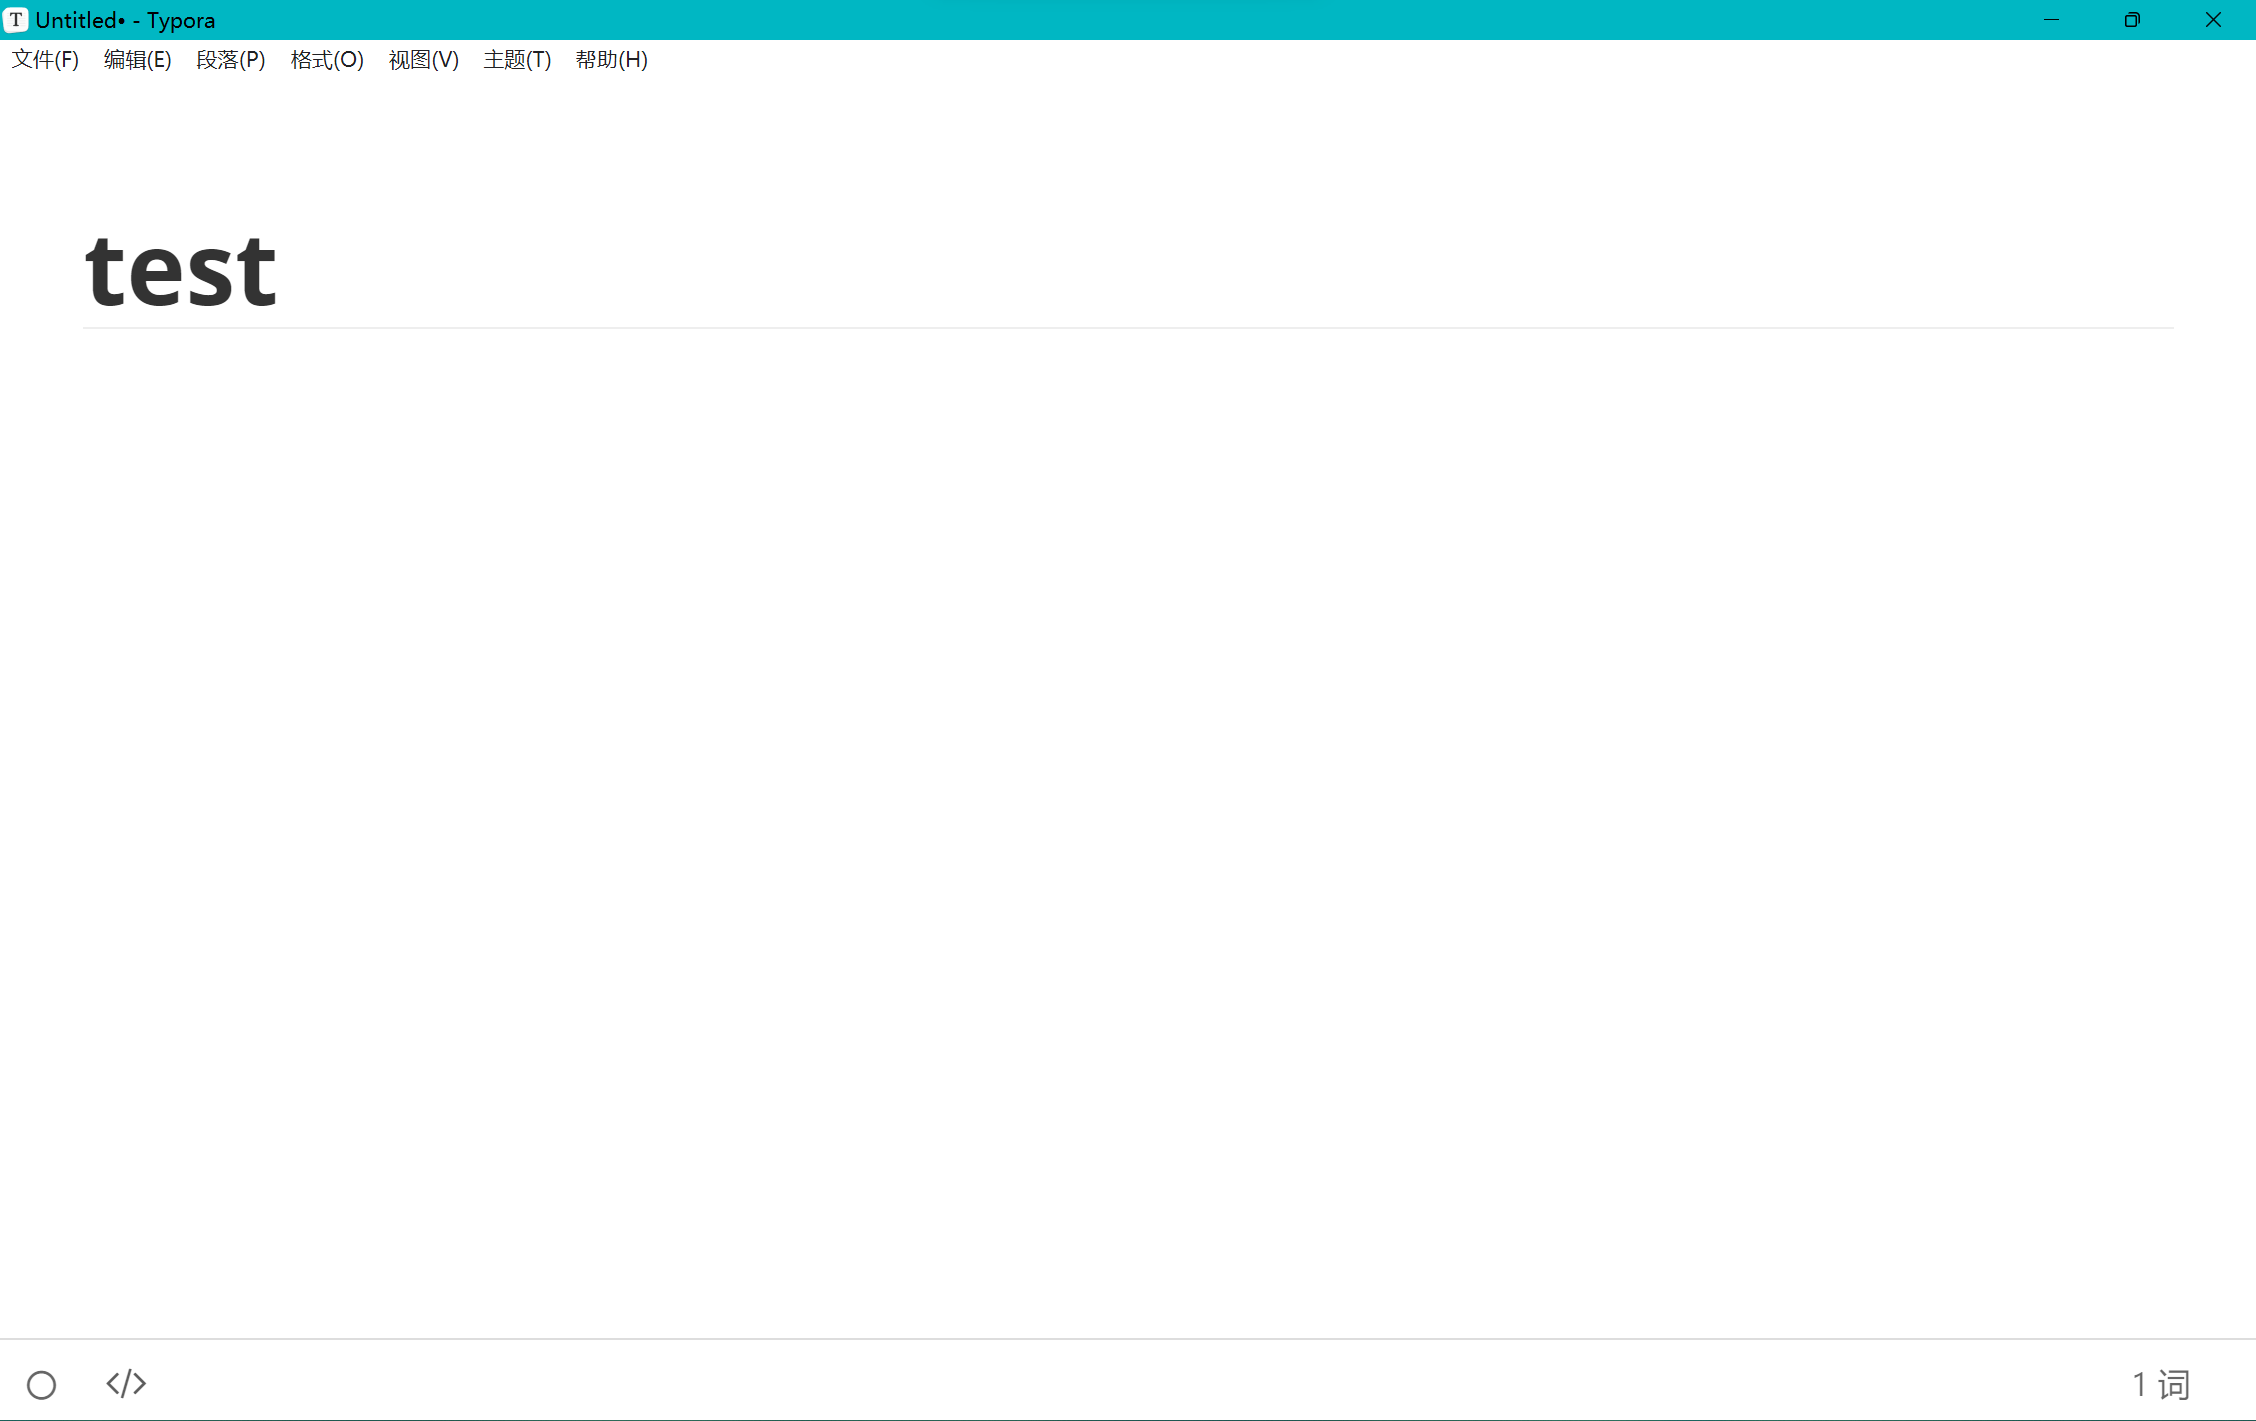 T Untitled• - Typora
文件(F) 编辑(E) 段落(P) 格式(O) 视图(V) 主题(T) 帮助(H)
test
</> 1 词